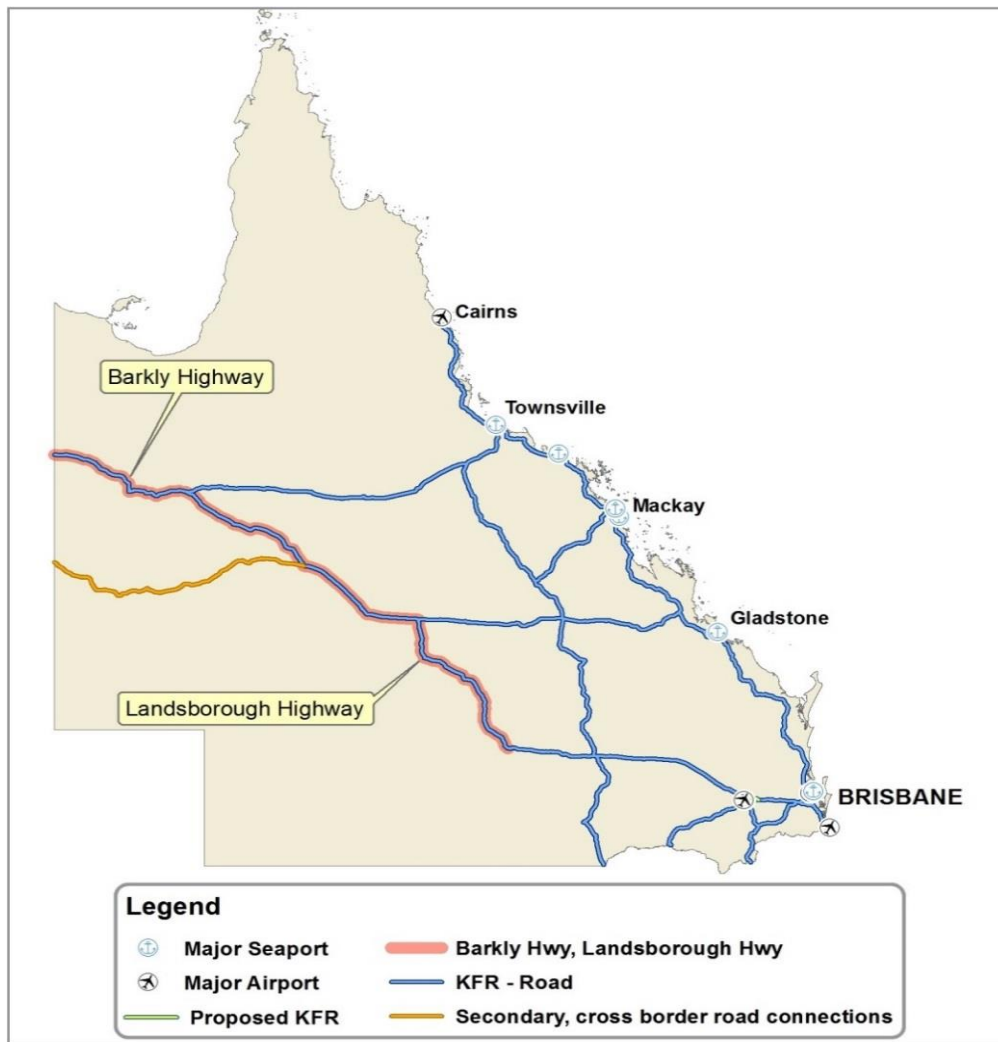 Cairns
Barkly Highway
Townsville
Mackay
Gladstone
Landsborough Highway
BRISBANE
Legend
Major Seaport
Barkly Hwy, Landsborough Hwy
Major Airport
KFR - Road
Proposed KFR
Secondary, cross border road connections